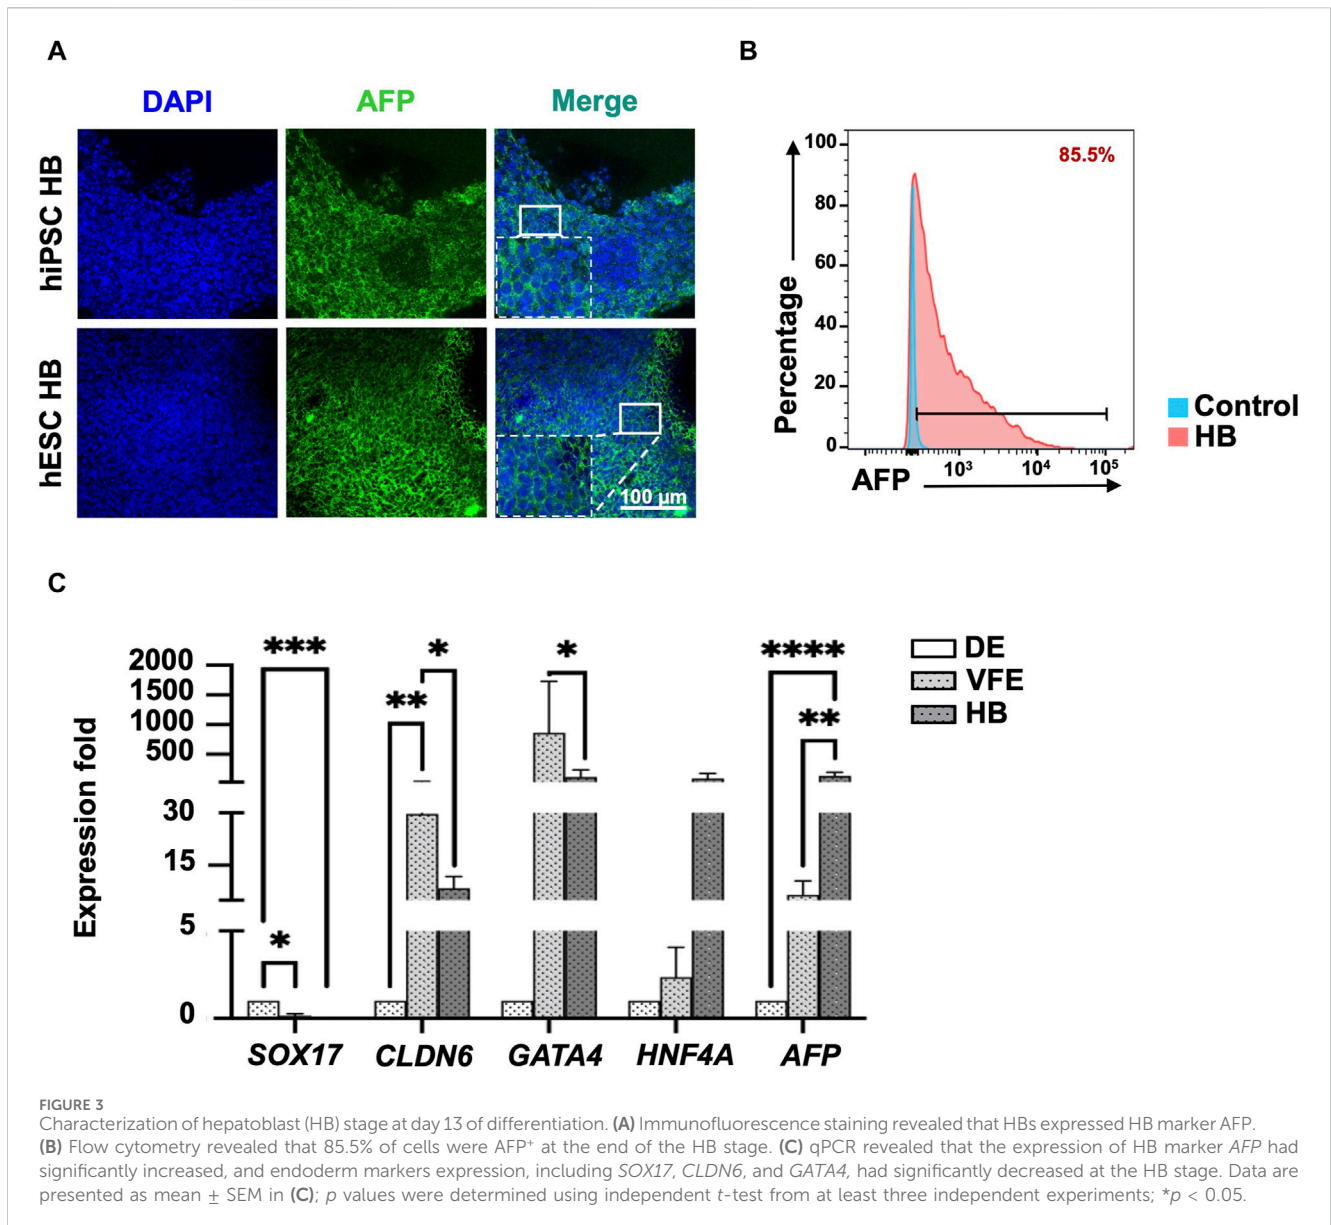 A
B
DAPI
AFP
Merge
hiPSC HB
hESC HB
100 µm
85.5%
100
80
60
40
20
0
Percentage
10³
10⁴
10⁵
AFP
Control
HB
C
***
*
**
*
*
****
**
DE
VFE
HB
2000
1500
1000
500
30
15
5
0
Expression fold
SOX17
CLDN6
GATA4
HNF4A
AFP
FIGURE 3
Characterization of hepatoblast (HB) stage at day 13 of differentiation. (A) Immunofluorescence staining revealed that HBs expressed HB marker AFP.
(B) Flow cytometry revealed that 85.5% of cells were AFP⁺ at the end of the HB stage. (C) qPCR revealed that the expression of HB marker AFP had
significantly increased, and endoderm markers expression, including SOX17, CLDN6, and GATA4, had significantly decreased at the HB stage. Data are
presented as mean ± SEM in (C); p values were determined using independent t-test from at least three independent experiments; *p < 0.05.